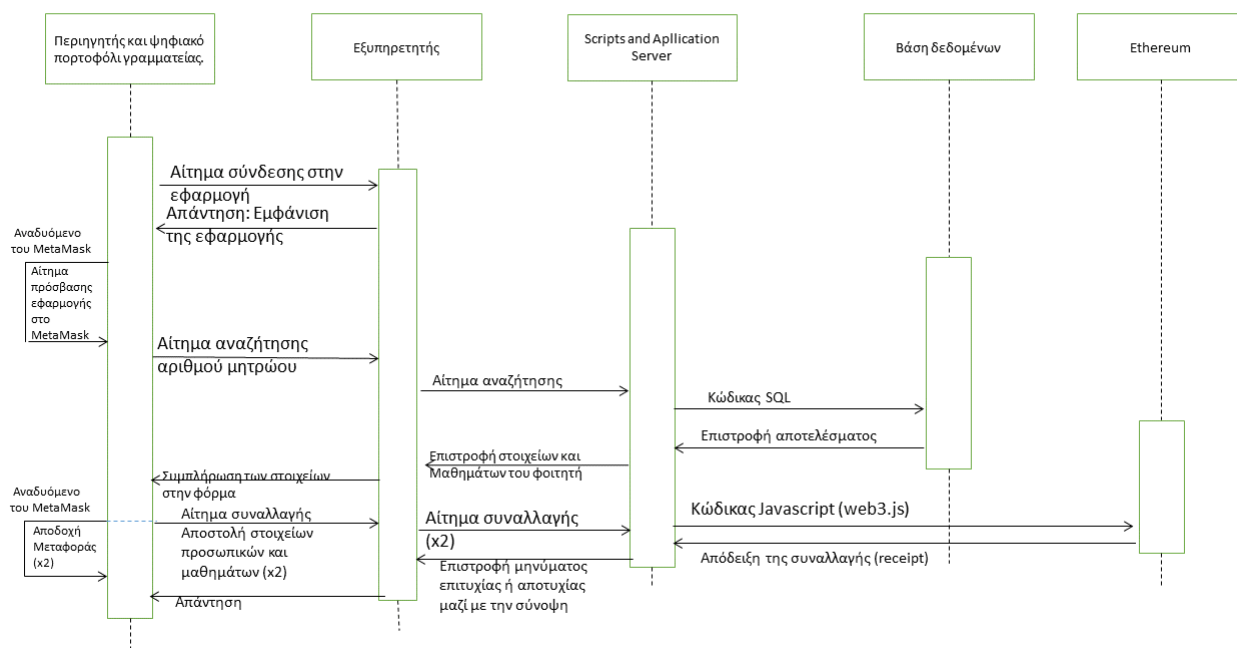 Περιηγητής και ψηφιακό
πορτοφόλι γραμματείας.
Εξυπηρετητής
Scripts and Apllication
Server
Βάση δεδομένων
Ethereum
Αίτημα σύνδεσης στην
εφαρμογή
Απάντηση: Εμφάνιση
της εφαρμογής
Αναδυόμενο
του MetaMask
Αίτημα
πρόσβασης
εφαρμογής
στο
MetaMask
Αίτημα αναζήτησης
αριθμού μητρώου
Αίτημα αναζήτησης
Κώδικας SQL
Επιστροφή αποτελέσματος
Επιστροφή στοιχείων και
Μαθημάτων του φοιτητή
Συμπλήρωση των στοιχείων
στην φόρμα
Αναδυόμενο
του MetaMask
Αποδοχή
Μεταφοράς
(x2)
Αίτημα συναλλαγής
Αποστολή στοιχείων
προσωπικών και
μαθημάτων (x2)
Αίτημα συναλλαγής
(x2)
Κώδικας Javascript (web3.js)
Απόδειξη της συναλλαγής (receipt)
Επιστροφή μηνύματος
επιτυχίας ή αποτυχίας
μαζί με την σύνοψη
Απάντηση